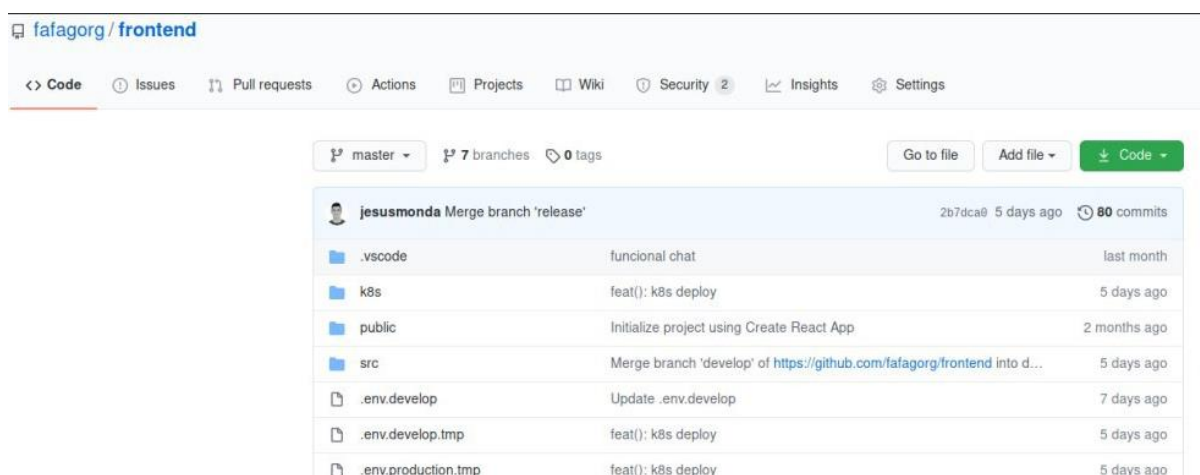 fafagorg / frontend
<> Code Issues Pull requests Actions Projects Wiki Security 2 Insights Settings
master 7 branches 0 tags Go to file Add file Code
jesusmonda Merge branch 'release' 2b7dca0 5 days ago 80 commits
.vscode funcional chat last month
k8s feat(): k8s deploy 5 days ago
public Initialize project using Create React App 2 months ago
src Merge branch 'develop' of https://github.com/fafagorg/frontend into d... 5 days ago
.env.develop Update .env.develop 7 days ago
.env.develop.tmp feat(): k8s deploy 5 days ago
.env.production.tmp feat(): k8s deploy 5 days ago